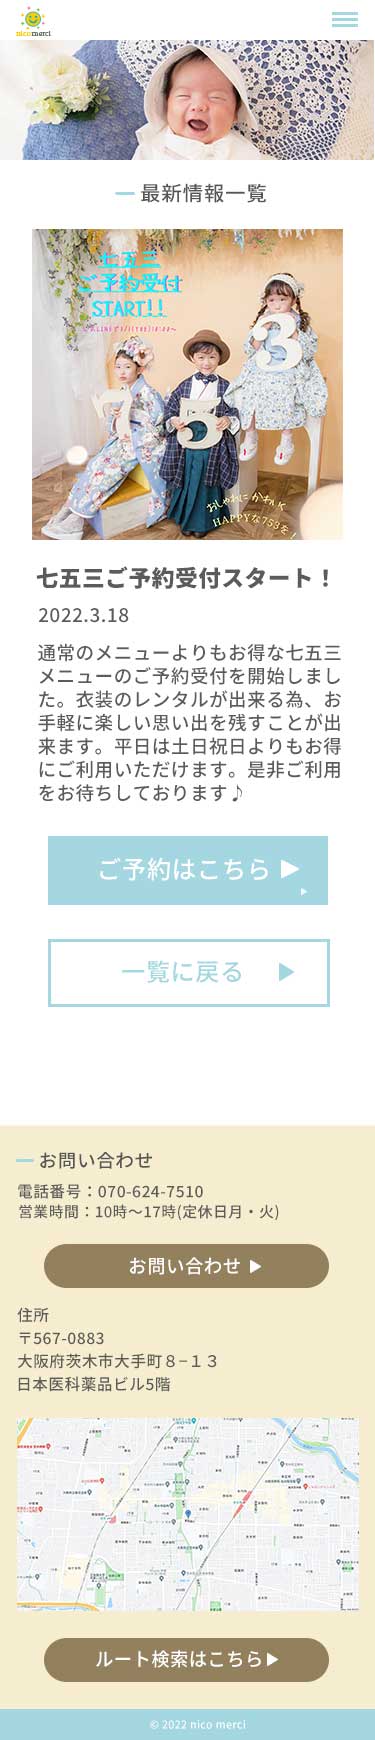 nicomerci
最新情報一覧
七五三
ご予約受付
START!!
7
5
3
おしゃれに かわいく
HAPPYな753を!
七五三ご予約受付スタート！
2022.3.18
通常のメニューよりもお得な七五三
メニューのご予約受付を開始しまし
た。衣装のレンタルが出来る為、お
手軽に楽しい思い出を残すことが出
来ます。平日は土日祝日よりもお得
にご利用いただけます。是非ご利用
をお待ちしております♪
ご予約はこちら ▶
一覧に戻る ▶
お問い合わせ
電話番号：070-624-7510
営業時間：10時〜17時(定休日月・火)
お問い合わせ ▶
住所
〒567-0883
大阪府茨木市大手町８−１３
日本医科薬品ビル5階
ルート検索はこちら▶
© 2022 nico merci